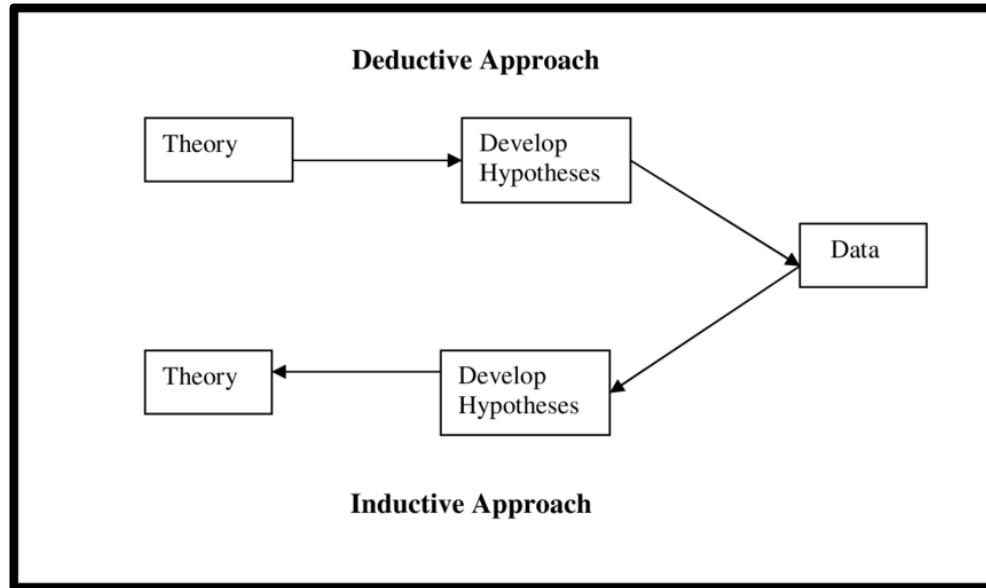 Deductive Approach
Theory
Develop
Hypotheses
Data
Theory
Develop
Hypotheses
Inductive Approach